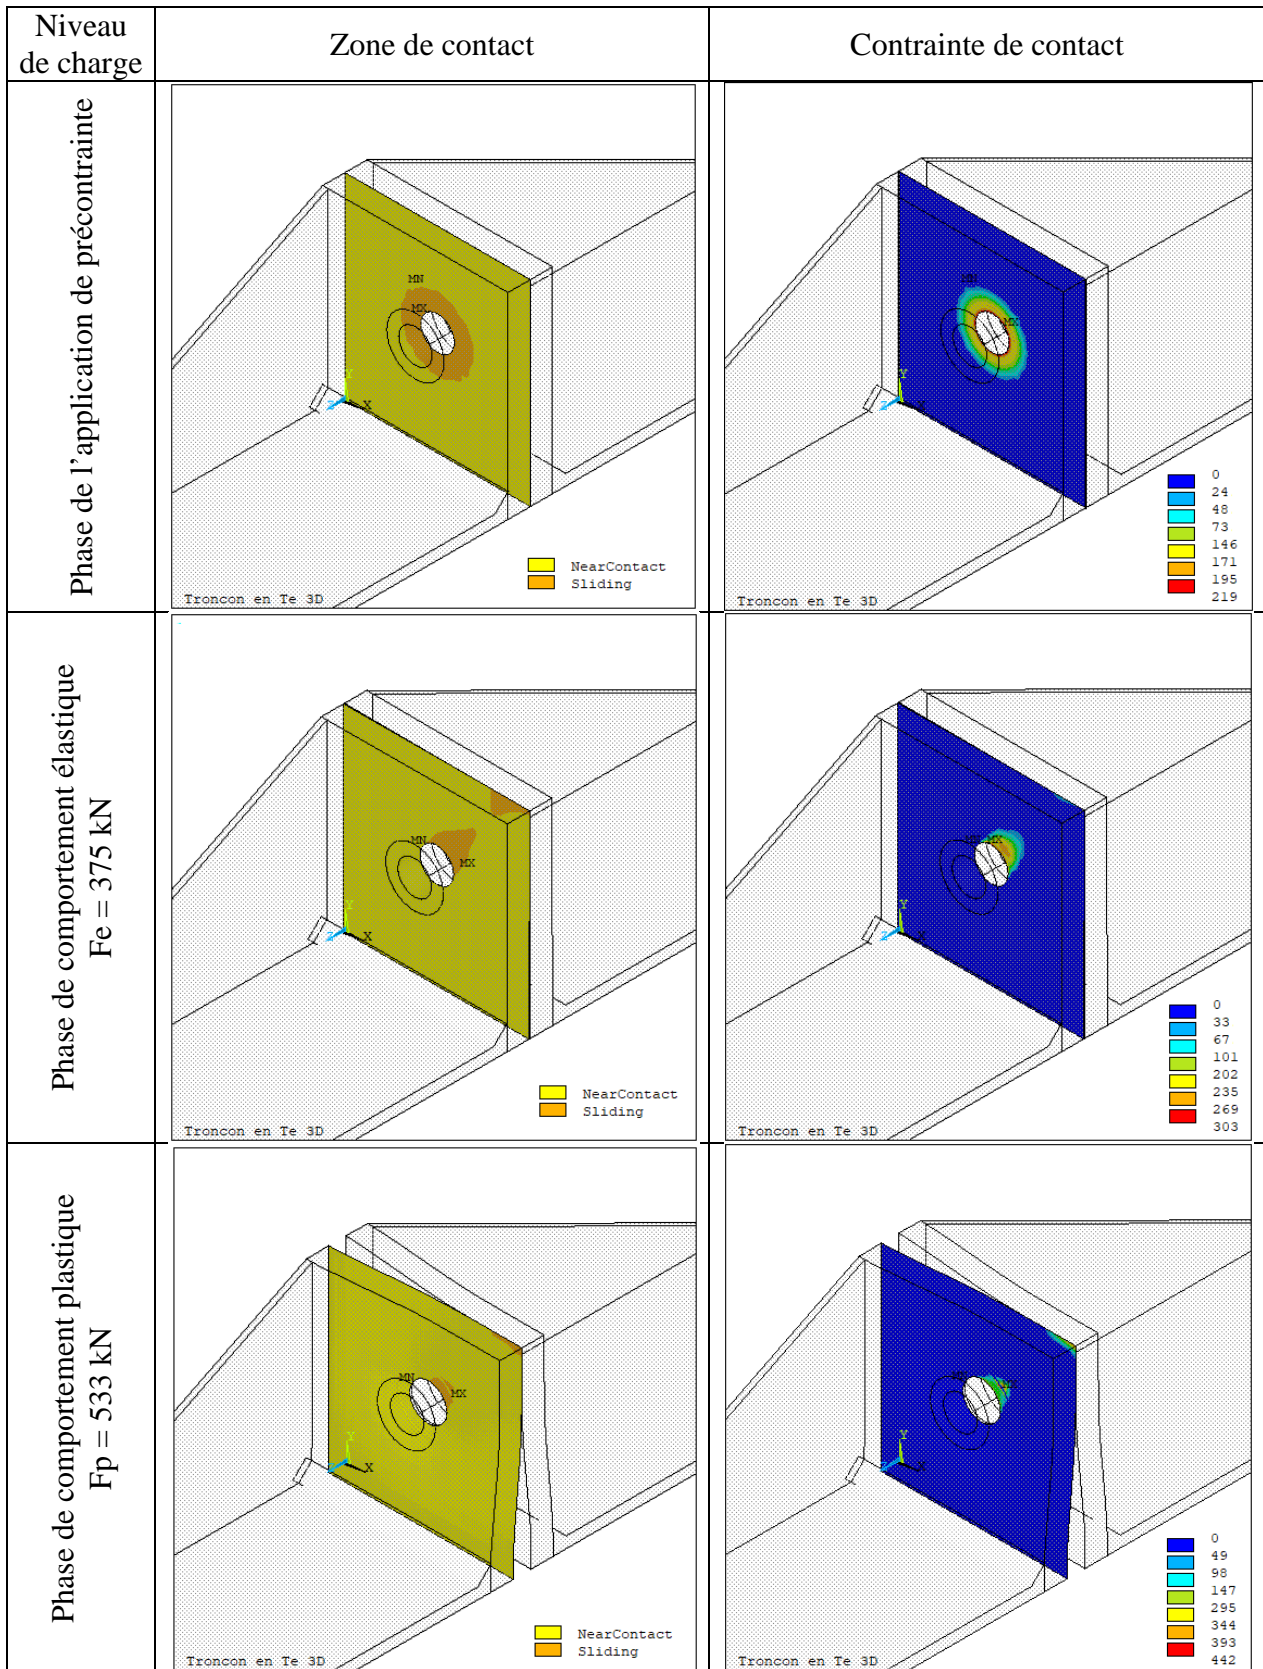 Niveau
de charge
Zone de contact
Contrainte de contact
Phase de l'application de précontrainte
MN
MX
Y
Z
X
NearContact
Sliding
Troncon en Te 3D
MN
MX
Y
Z
X
0
24
48
73
146
171
195
219
Troncon en Te 3D
Phase de comportement élastique
Fe = 375 kN
MN
MX
Y
Z
X
NearContact
Sliding
Troncon en Te 3D
MN
MX
Y
Z
X
0
33
67
101
202
235
269
303
Troncon en Te 3D
Phase de comportement plastique
Fp = 533 kN
MN
MX
Y
Z
X
NearContact
Sliding
Troncon en Te 3D
MN
MX
Y
Z
X
0
49
98
147
295
344
393
442
Troncon en Te 3D